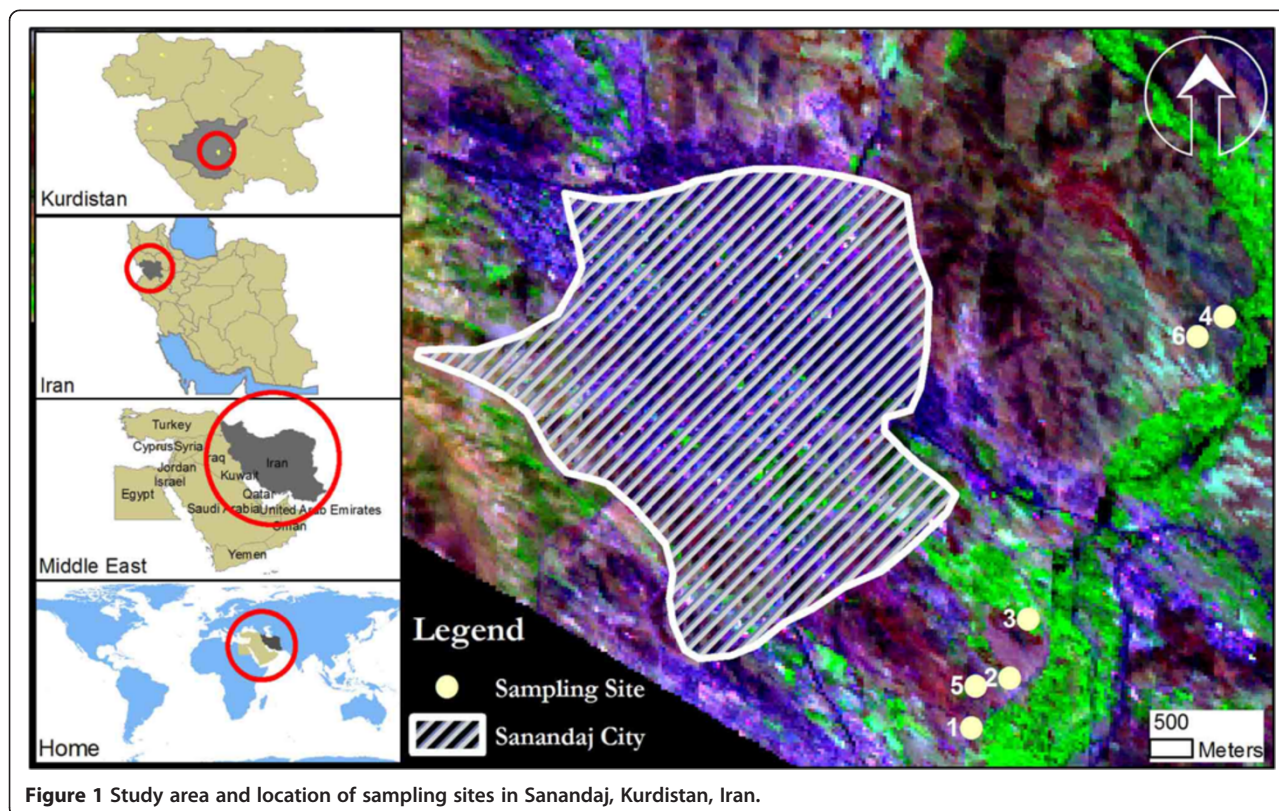 Kurdistan
Iran
Turkey
Cyprus Syria
Iraq
Iran
Jordan
Israel
Kuwait
Egypt
Qatar
Saudi Arabia
United Arab Emirates
Oman
Yemen
Middle East
Home
4
6
3
2
5
1
Legend
Sampling Site
Sanandaj City
500
Meters
Figure 1 Study area and location of sampling sites in Sanandaj, Kurdistan, Iran.